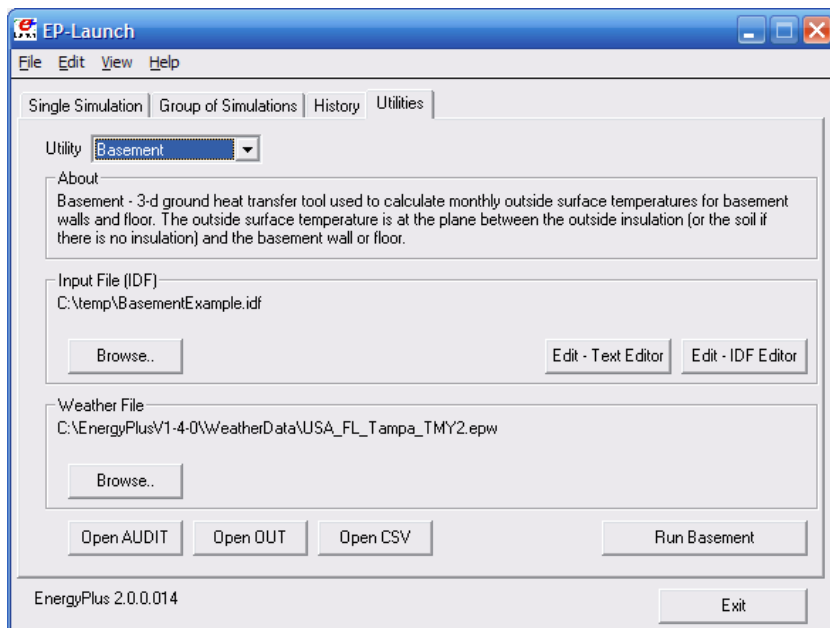 EP-Launch
File Edit View Help
Single Simulation Group of Simulations History Utilities
Utility Basement
About
Basement - 3-d ground heat transfer tool used to calculate monthly outside surface temperatures for basement
walls and floor. The outside surface temperature is at the plane between the outside insulation (or the soil if
there is no insulation) and the basement wall or floor.
Input File (IDF)
C:\temp\BasementExample.idf
Browse.. Edit - Text Editor Edit - IDF Editor
Weather File
C:\EnergyPlusV1-4-0\WeatherData\USA_FL_Tampa_TMY2.epw
Browse..
Open AUDIT Open OUT Open CSV Run Basement
EnergyPlus 2.0.0.014 Exit